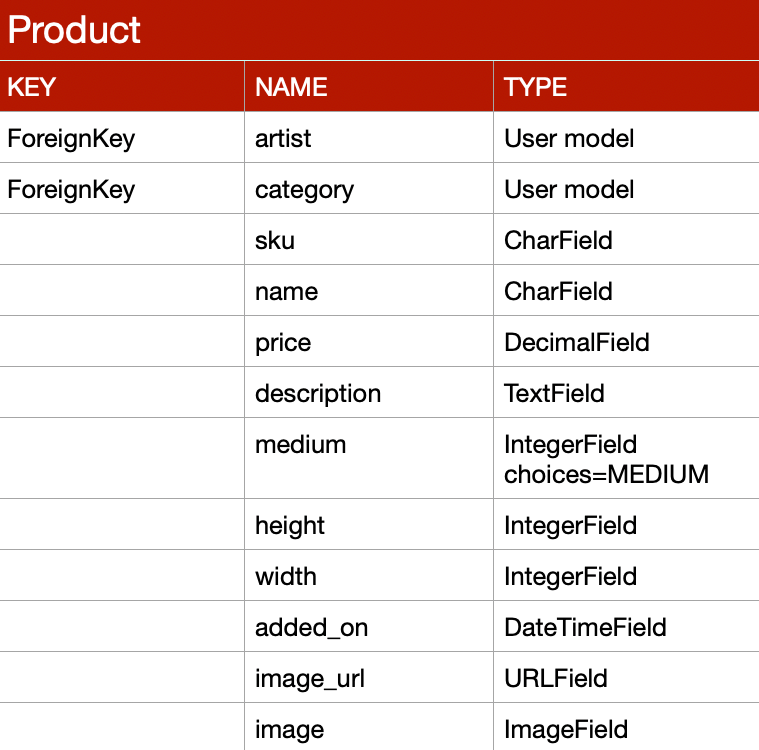 Product
KEY NAME TYPE
ForeignKey artist User model
ForeignKey category User model
sku CharField
name CharField
price DecimalField
description TextField
medium IntegerField
choices=MEDIUM
height IntegerField
width IntegerField
added_on DateTimeField
image_url URLField
image ImageField